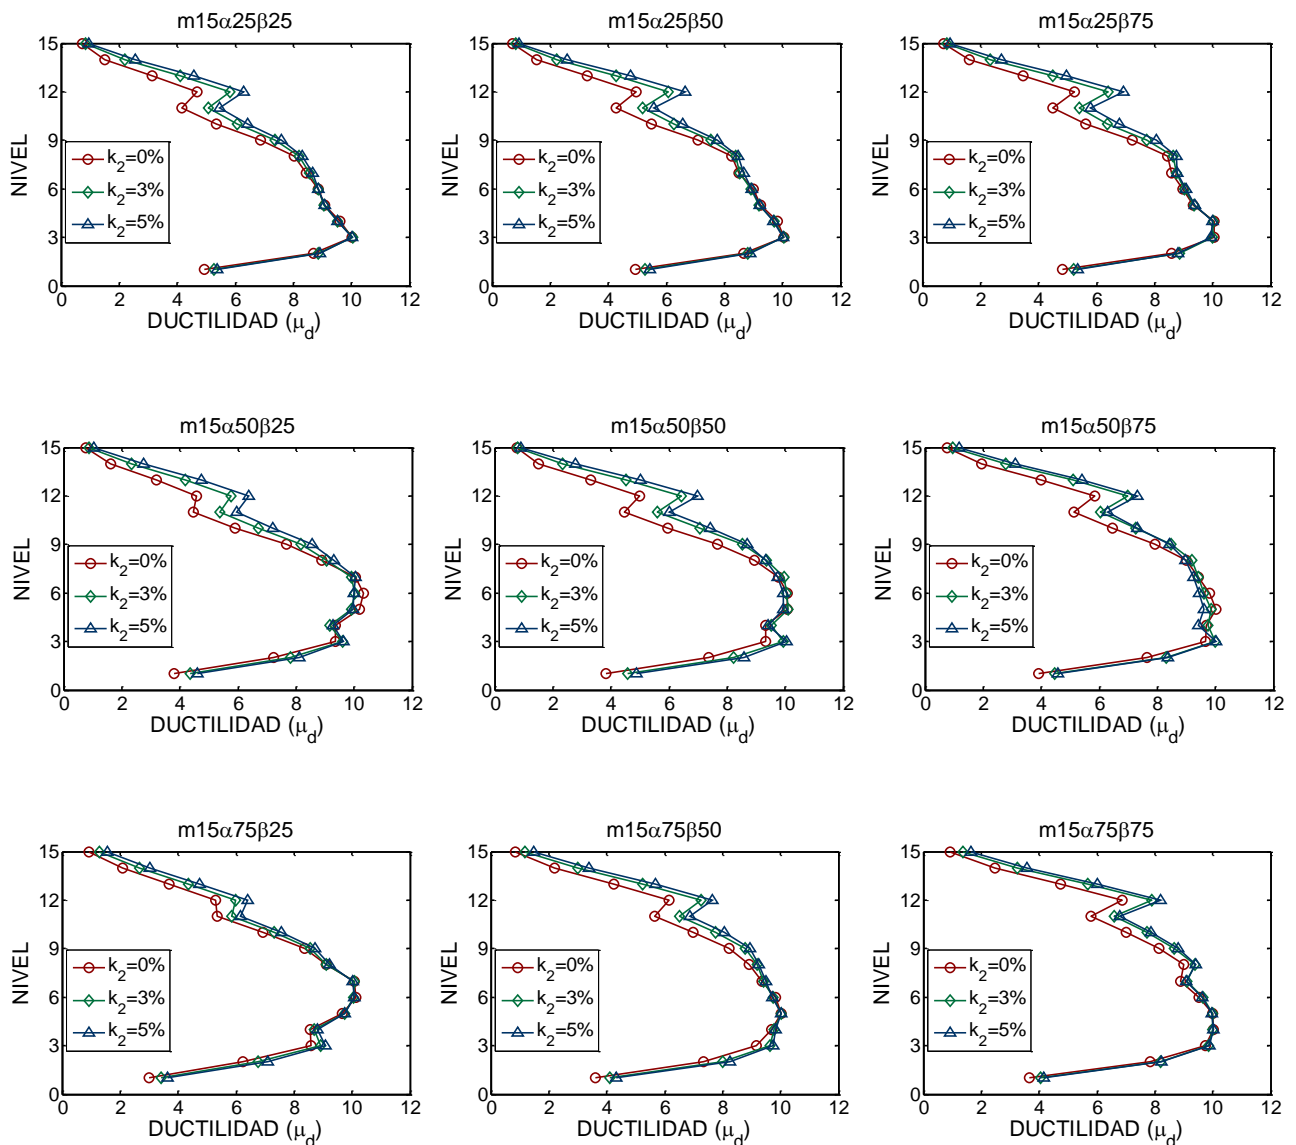 m15α25β25
m15α25β50
m15α25β75
15
12
9
6
3
0
NIVEL
k2=0%
k2=3%
k2=5%
0 2 4 6 8 10 12
DUCTILIDAD (μd)
15
12
9
6
3
0
NIVEL
k2=0%
k2=3%
k2=5%
0 2 4 6 8 10 12
DUCTILIDAD (μd)
15
12
9
6
3
0
NIVEL
k2=0%
k2=3%
k2=5%
0 2 4 6 8 10 12
DUCTILIDAD (μd)
m15α50β25
m15α50β50
m15α50β75
15
12
9
6
3
0
NIVEL
k2=0%
k2=3%
k2=5%
0 2 4 6 8 10 12
DUCTILIDAD (μd)
15
12
9
6
3
0
NIVEL
k2=0%
k2=3%
k2=5%
0 2 4 6 8 10 12
DUCTILIDAD (μd)
15
12
9
6
3
0
NIVEL
k2=0%
k2=3%
k2=5%
0 2 4 6 8 10 12
DUCTILIDAD (μd)
m15α75β25
m15α75β50
m15α75β75
15
12
9
6
3
0
NIVEL
k2=0%
k2=3%
k2=5%
0 2 4 6 8 10 12
DUCTILIDAD (μd)
15
12
9
6
3
0
NIVEL
k2=0%
k2=3%
k2=5%
0 2 4 6 8 10 12
DUCTILIDAD (μd)
15
12
9
6
3
0
NIVEL
k2=0%
k2=3%
k2=5%
0 2 4 6 8 10 12
DUCTILIDAD (μd)